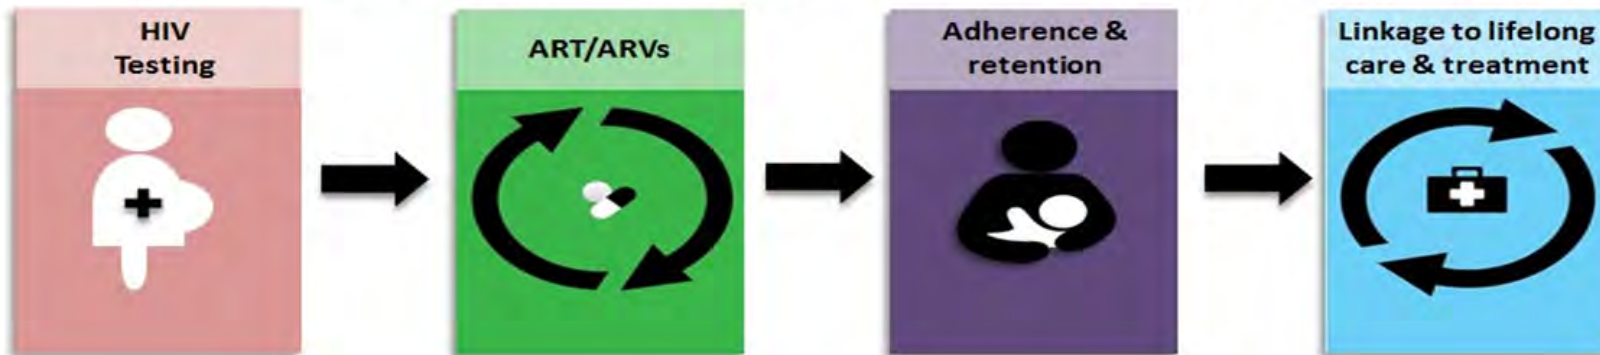 HIV
Testing
ART/ARVs
Adherence &
retention
Linkage to lifelong
care & treatment